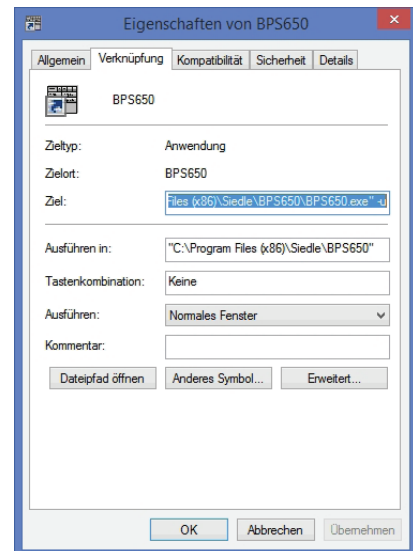 Eigenschaften von BPS650
Allgemein Verknüpfung Kompatibilität Sicherheit Details
BPS650
Zieltyp: Anwendung
Zielort: BPS650
Ziel: Files (x86)\Siedle\BPS650\BPS650.exe" -u
Ausführen in: "C:\Program Files (x86)\Siedle\BPS650"
Tastenkombination: Keine
Ausführen: Normales Fenster
Kommentar:
Dateipfad öffnen Anderes Symbol... Erweitert...
OK Abbrechen Übernehmen